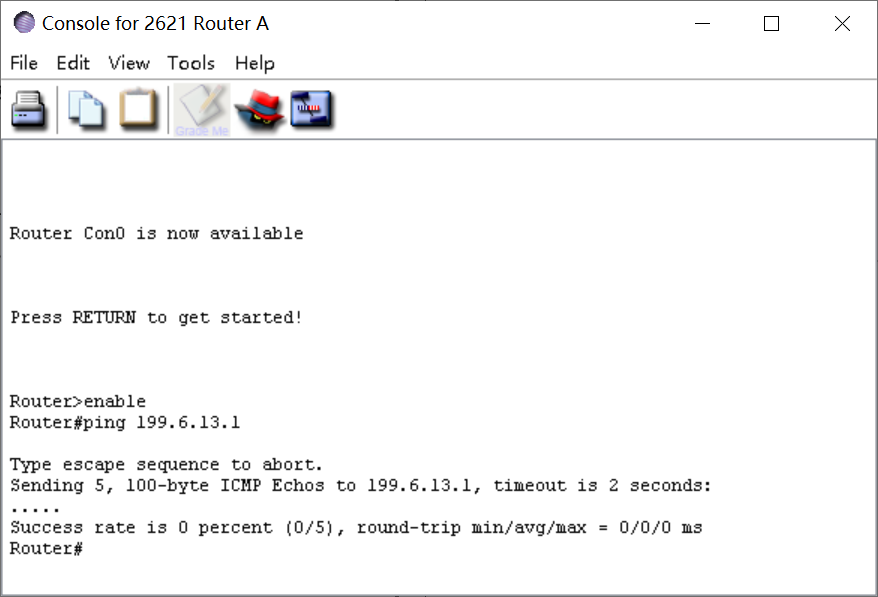 Console for 2621 Router A
File Edit View Tools Help
Grade Me
Router Con0 is now available
Press RETURN to get started!
Router>enable
Router#ping 199.6.13.1
Type escape sequence to abort.
Sending 5, 100-byte ICMP Echos to 199.6.13.1, timeout is 2 seconds:
.....
Success rate is 0 percent (0/5), round-trip min/avg/max = 0/0/0 ms
Router#